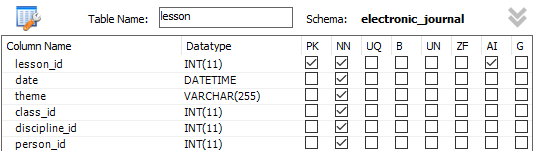 Table Name: lesson Schema: electronic_journal
Column Name Datatype PK NN UQ B UN ZF AI G
lesson_id INT(11)
date DATETIME
theme VARCHAR(255)
class_id INT(11)
discipline_id INT(11)
person_id INT(11)